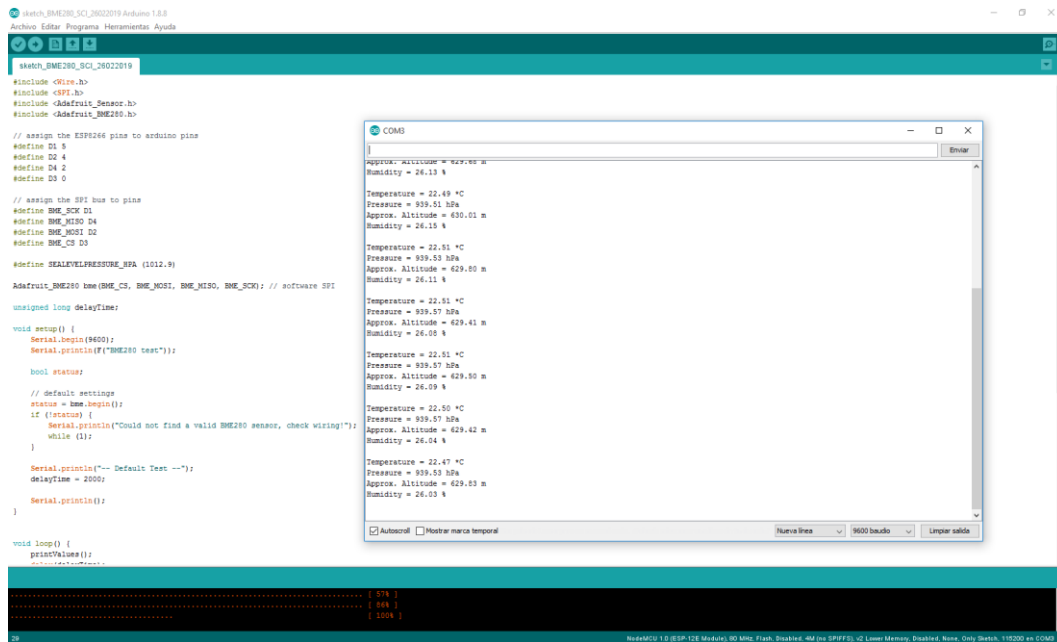 sketch_BME280_SCI_26022019 Arduino 1.8.8
Archivo Editar Programa Herramientas Ayuda
sketch_BME280_SCI_26022019
#include <Wire.h>
#include <SPI.h>
#include <Adafruit_Sensor.h>
#include <Adafruit_BME280.h>
// assign the ESP8266 pins to arduino pins
#define D1 5
#define D2 4
#define D4 2
#define D3 0
// assign the SPI bus to pins
#define BME_SCK D1
#define BME_MISO D4
#define BME_MOSI D2
#define BME_CS D3
#define SEALEVELPRESSURE_HPA (1012.9)
Adafruit_BME280 bme(BME_CS, BME_MOSI, BME_MISO, BME_SCK); // software SPI
unsigned long delayTime;
void setup() {
Serial.begin(9600);
Serial.println(F("BME280 test"));
bool status;
// default settings
status = bme.begin();
if (!status) {
Serial.println("Could not find a valid BME280 sensor, check wiring!");
while (1);
}
Serial.println("-- Default Test --");
delayTime = 2000;
Serial.println();
}
void loop() {
printValues();
delay(delayTime);
COM3
Enviar
Approx. Altitude = 629.68 m
Humidity = 26.13 %
Temperature = 22.49 *C
Pressure = 939.51 hPa
Approx. Altitude = 630.01 m
Humidity = 26.15 %
Temperature = 22.51 *C
Pressure = 939.53 hPa
Approx. Altitude = 629.80 m
Humidity = 26.11 %
Temperature = 22.51 *C
Pressure = 939.57 hPa
Approx. Altitude = 629.41 m
Humidity = 26.08 %
Temperature = 22.51 *C
Pressure = 939.57 hPa
Approx. Altitude = 629.50 m
Humidity = 26.09 %
Temperature = 22.50 *C
Pressure = 939.57 hPa
Approx. Altitude = 629.42 m
Humidity = 26.04 %
Temperature = 22.47 *C
Pressure = 939.53 hPa
Approx. Altitude = 629.83 m
Humidity = 26.03 %
Autoscroll Mostrar marca temporal Nueva línea 9600 baudio Limpiar salida
................................................................................ [ 57% ]
................................................................................ [ 86% ]
..................................... [ 100% ]
29 NodeMCU 1.0 (ESP-12E Module), 80 MHz, Flash, Disabled, 4M (no SPIFFS), v2 Lower Memory, Disabled, None, Only Sketch, 115200 en COM3